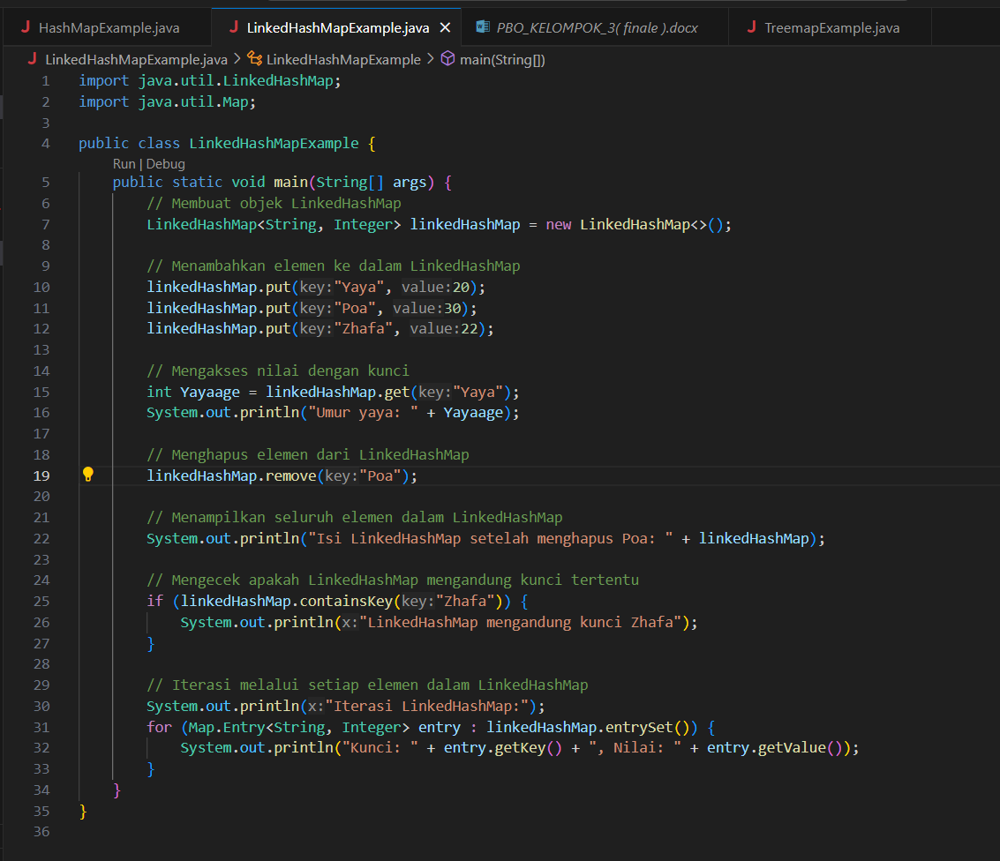 J HashMapExample.java J LinkedHashMapExample.java × PBO_KELOMPOK_3( finale ).docx J TreemapExample.java
J LinkedHashMapExample.java > LinkedHashMapExample > main(String[])
1 import java.util.LinkedHashMap;
2 import java.util.Map;
3
4 public class LinkedHashMapExample {
Run | Debug
5 public static void main(String[] args) {
6 // Membuat objek LinkedHashMap
7 LinkedHashMap<String, Integer> linkedHashMap = new LinkedHashMap<>();
8
9 // Menambahkan elemen ke dalam LinkedHashMap
10 linkedHashMap.put(key:"Yaya", value:20);
11 linkedHashMap.put(key:"Poa", value:30);
12 linkedHashMap.put(key:"Zhafa", value:22);
13
14 // Mengakses nilai dengan kunci
15 int Yayaage = linkedHashMap.get(key:"Yaya");
16 System.out.println("Umur yaya: " + Yayaage);
17
18 // Menghapus elemen dari LinkedHashMap
19 linkedHashMap.remove(key:"Poa");
20
21 // Menampilkan seluruh elemen dalam LinkedHashMap
22 System.out.println("Isi LinkedHashMap setelah menghapus Poa: " + linkedHashMap);
23
24 // Mengecek apakah LinkedHashMap mengandung kunci tertentu
25 if (linkedHashMap.containsKey(key:"Zhafa")) {
26 System.out.println(x:"LinkedHashMap mengandung kunci Zhafa");
27 }
28
29 // Iterasi melalui setiap elemen dalam LinkedHashMap
30 System.out.println(x:"Iterasi LinkedHashMap:");
31 for (Map.Entry<String, Integer> entry : linkedHashMap.entrySet()) {
32 System.out.println("Kunci: " + entry.getKey() + ", Nilai: " + entry.getValue());
33 }
34 }
35 }
36